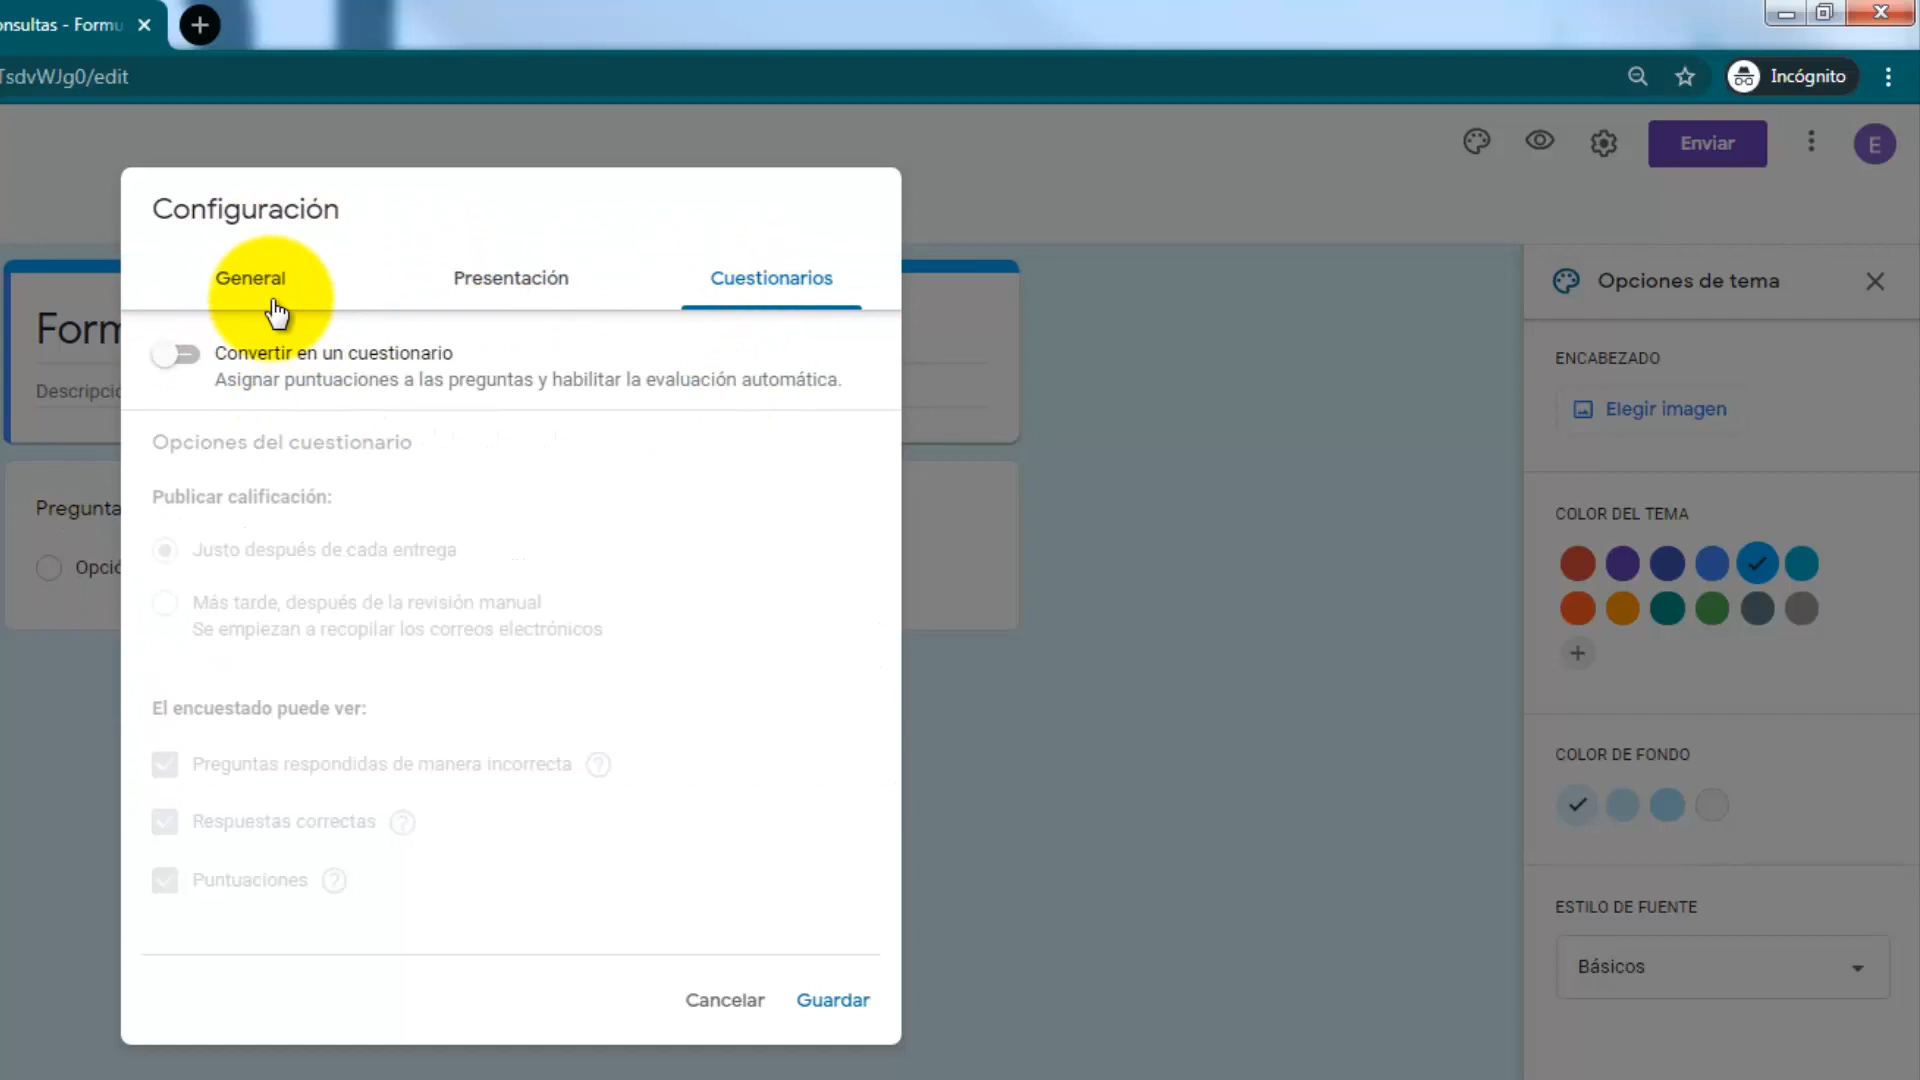 onsultas - Formu
TsdvWJg0/edit
Incógnito
Enviar
E
Configuración
General
Presentación
Cuestionarios
Convertir en un cuestionario
Asignar puntuaciones a las preguntas y habilitar la evaluación automática.
Opciones del cuestionario
Publicar calificación:
Justo después de cada entrega
Más tarde, después de la revisión manual
Se empiezan a recopilar los correos electrónicos
El encuestado puede ver:
Preguntas respondidas de manera incorrecta
Respuestas correctas
Puntuaciones
Cancelar
Guardar
Form
Descripci
Pregunta
Opci
Opciones de tema
ENCABEZADO
Elegir imagen
COLOR DEL TEMA
COLOR DE FONDO
ESTILO DE FUENTE
Básicos